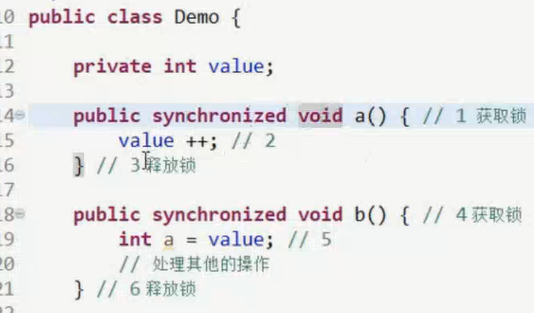 10 public class Demo {
11
12 private int value;
13
14 public synchronized void a() { // 1 获取锁
15 value ++; // 2
16 } // 3释放锁
17
18 public synchronized void b() { // 4获取锁
19 int a = value; // 5
20 // 处理其他的操作
21 } // 6释放锁